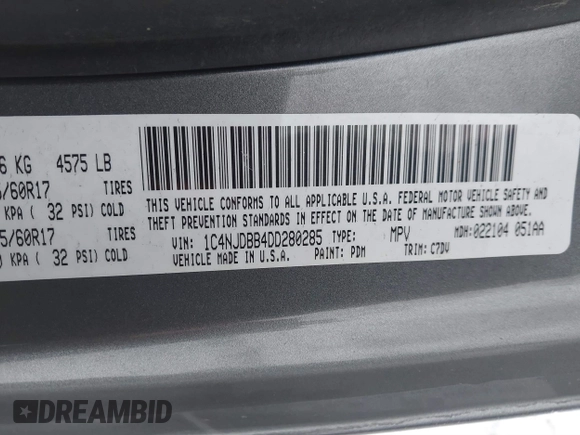 6 KG 4575 LB
5/60R17 TIRES
KPA ( 32 PSI) COLD
5/60R17 TIRES
KPA ( 32 PSI) COLD
THIS VEHICLE CONFORMS TO ALL APPLICABLE U.S.A. FEDERAL MOTOR VEHICLE SAFETY AND
THEFT PREVENTION STANDARDS IN EFFECT ON THE DATE OF MANUFACTURE SHOWN ABOVE.
VIN: 1C4NJDBB4DD280285 TYPE: MPV MDH: 022104 051AA
VEHICLE MADE IN U.S.A. PAINT: PDM TRIM: C7DV
DREAMBID